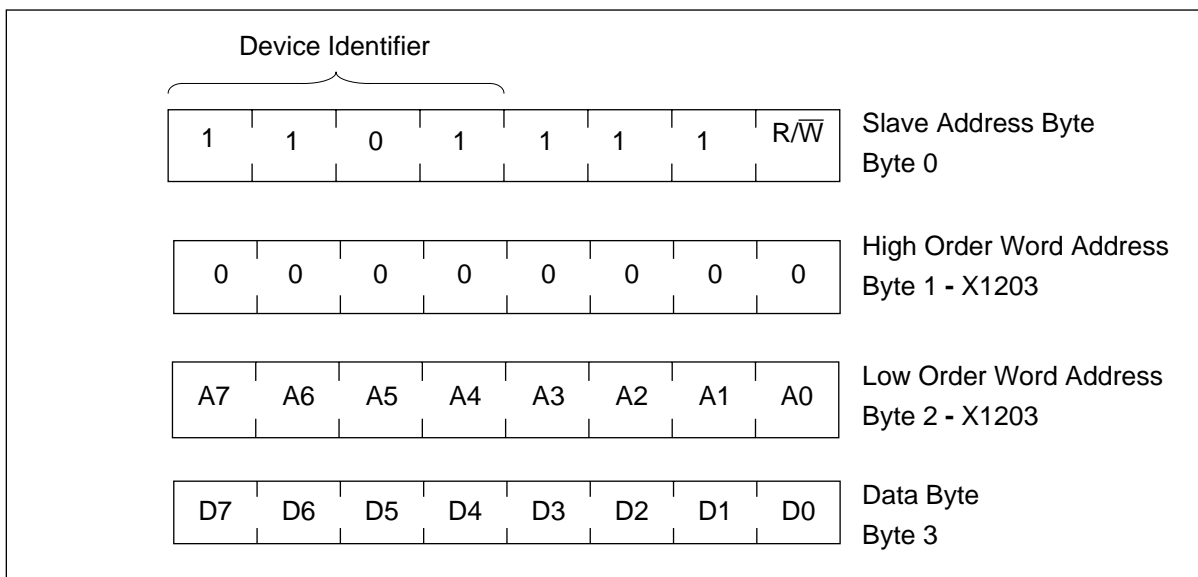 Device Identifier
1 1 0 1 1 1 1 R/W̅ Slave Address Byte
Byte 0
0 0 0 0 0 0 0 0 High Order Word Address
Byte 1 - X1203
A7 A6 A5 A4 A3 A2 A1 A0 Low Order Word Address
Byte 2 - X1203
D7 D6 D5 D4 D3 D2 D1 D0 Data Byte
Byte 3